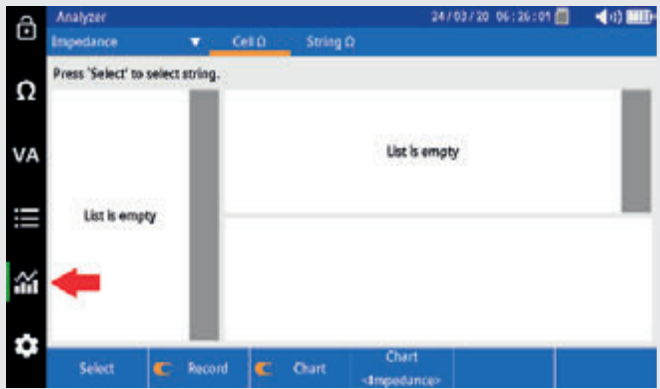 Analyzer 24/03/20 06:26:01
Impedance Cell Ω String Ω
Press 'Select' to select string.
Ω
VA
List is empty
List is empty
Select Record Chart Chart
<Impedance>